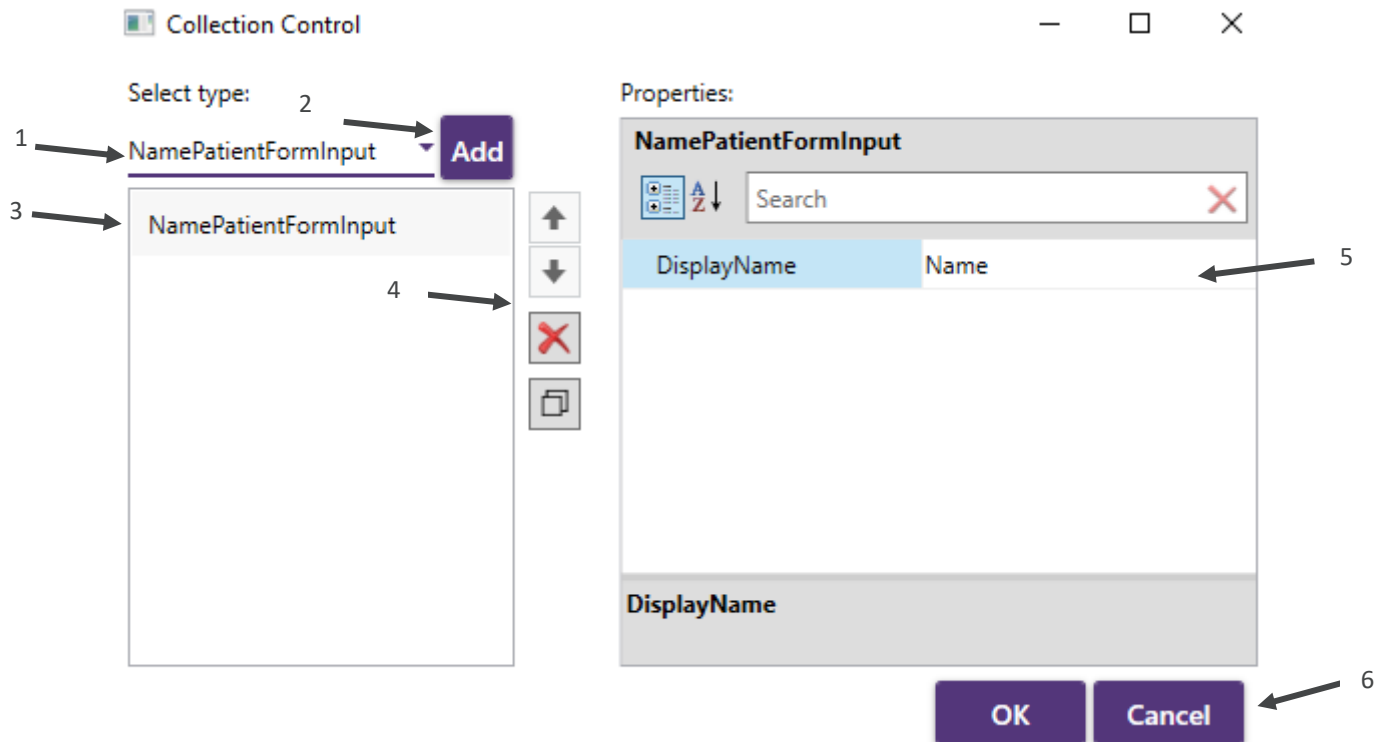 Collection Control
Select type:
2
Properties:
1
NamePatientFormInput
Add
NamePatientFormInput
3
NamePatientFormInput
A
Z
Search
4
DisplayName
Name
5
DisplayName
6
OK
Cancel